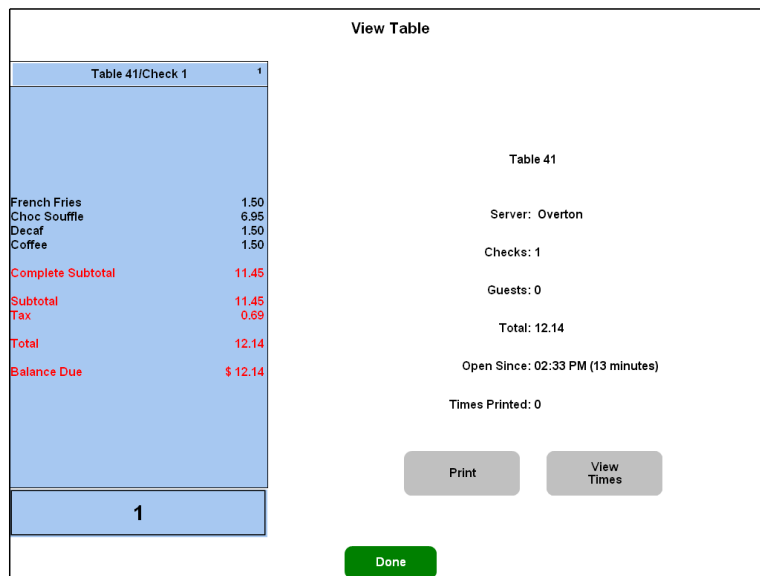 View Table
Table 41/Check 1 1
French Fries 1.50
Choc Souffle 6.95
Decaf 1.50
Coffee 1.50
Complete Subtotal 11.45
Subtotal 11.45
Tax 0.69
Total 12.14
Balance Due $ 12.14
1
Table 41
Server: Overton
Checks: 1
Guests: 0
Total: 12.14
Open Since: 02:33 PM (13 minutes)
Times Printed: 0
Print
View
Times
Done